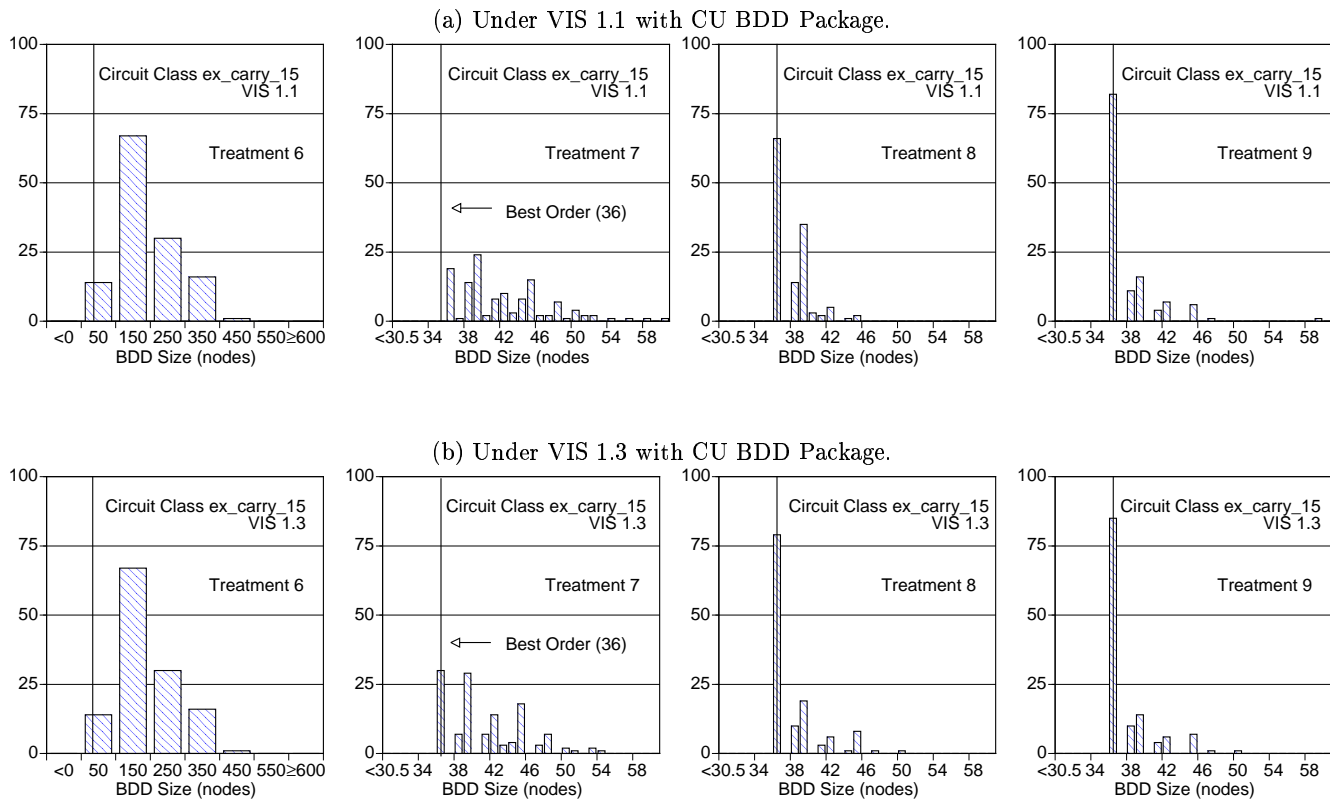 (a) Under VIS 1.1 with CU BDD Package.
100
75
50
25
0
Circuit Class ex_carry_15
VIS 1.1
Treatment 6
<0 50 150 250 350 450 550 ≥600
BDD Size (nodes)
100
75
50
25
0
Circuit Class ex_carry_15
VIS 1.1
Treatment 7
Best Order (36)
<30.5 34 38 42 46 50 54 58
BDD Size (nodes
100
75
50
25
0
Circuit Class ex_carry_15
VIS 1.1
Treatment 8
<30.5 34 38 42 46 50 54 58
BDD Size (nodes)
100
75
50
25
0
Circuit Class ex_carry_15
VIS 1.1
Treatment 9
<30.5 34 38 42 46 50 54 58
BDD Size (nodes)
(b) Under VIS 1.3 with CU BDD Package.
100
75
50
25
0
Circuit Class ex_carry_15
VIS 1.3
Treatment 6
<0 50 150 250 350 450 550 ≥600
BDD Size (nodes)
100
75
50
25
0
Circuit Class ex_carry_15
VIS 1.3
Treatment 7
Best Order (36)
<30.5 34 38 42 46 50 54 58
BDD Size (nodes)
100
75
50
25
0
Circuit Class ex_carry_15
VIS 1.3
Treatment 8
<30.5 34 38 42 46 50 54 58
BDD Size (nodes)
100
75
50
25
0
Circuit Class ex_carry_15
VIS 1.3
Treatment 9
<30.5 34 38 42 46 50 54 58
BDD Size (nodes)